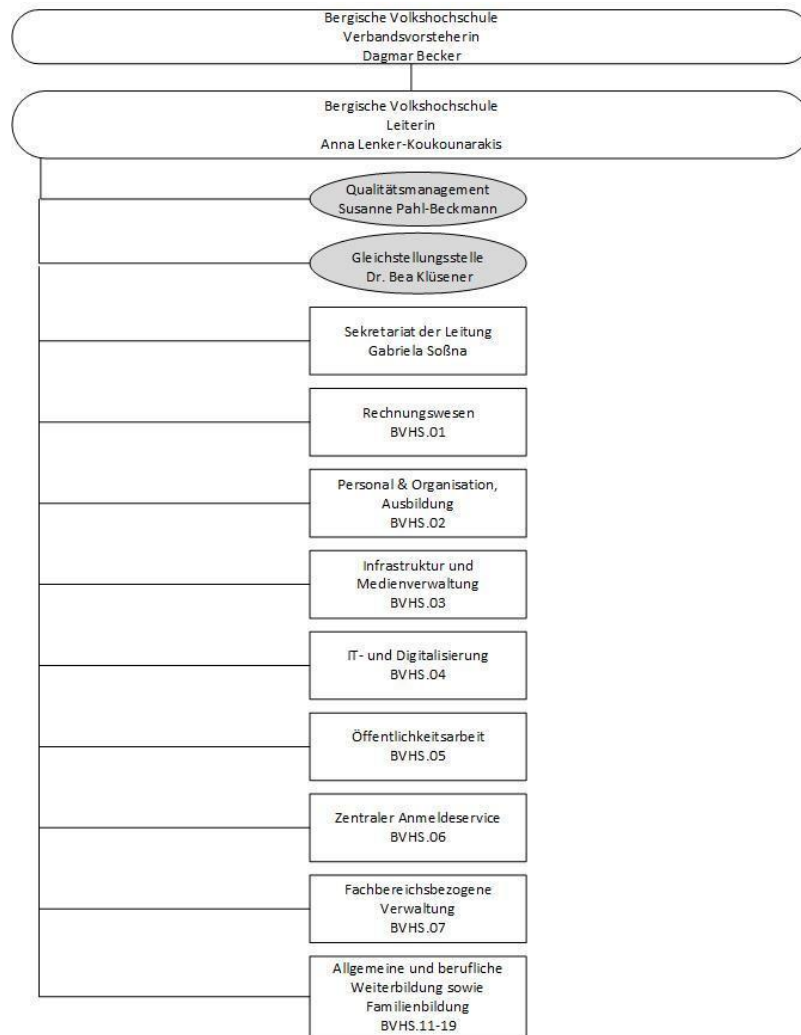 Bergische Volkshochschule
Verbandsvorsteherin
Dagmar Becker
Bergische Volkshochschule
Leiterin
Anna Lenker-Koukounarakis
Qualitätsmanagement
Susanne Pahl-Beckmann
Gleichstellungsstelle
Dr. Bea Klüsener
Sekretariat der Leitung
Gabriela Soßna
Rechnungswesen
BVHS.01
Personal & Organisation,
Ausbildung
BVHS.02
Infrastruktur und
Medienverwaltung
BVHS.03
IT- und Digitalisierung
BVHS.04
Öffentlichkeitsarbeit
BVHS.05
Zentraler Anmeldeservice
BVHS.06
Fachbereichsbezogene
Verwaltung
BVHS.07
Allgemeine und berufliche
Weiterbildung sowie
Familienbildung
BVHS.11-19